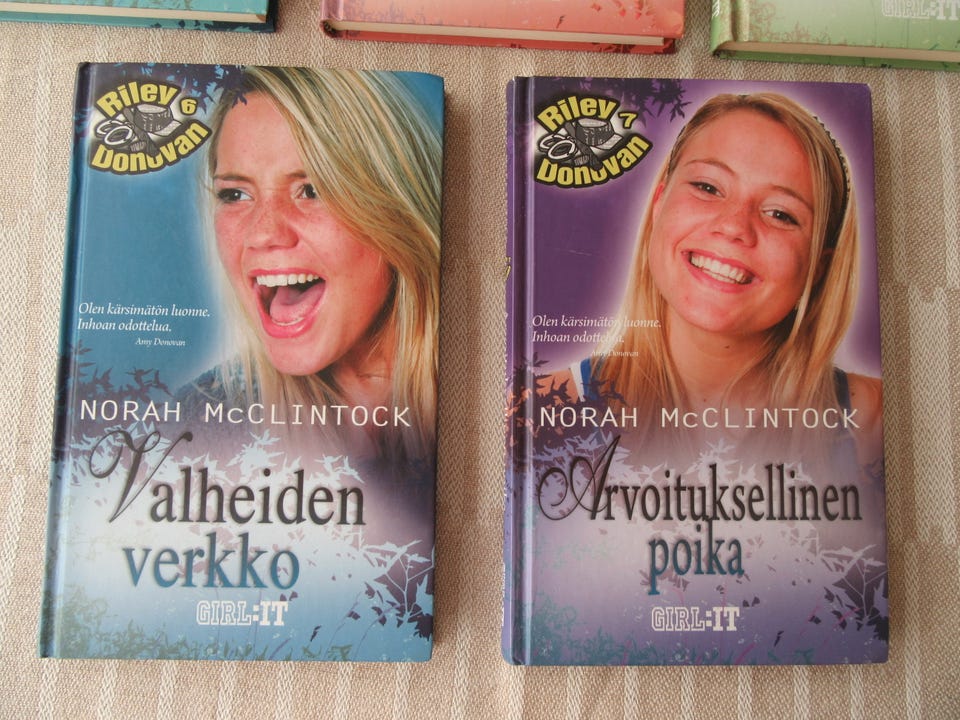 GIRL:IT
Riley 6
Donovan
Olen kärsimätön luonne.
Inhoan odottelua.
Amy Donovan
NORAH McCLINTOCK
Valheiden
verkko
GIRL:IT
Riley 7
Donovan
Olen kärsimätön luonne.
Inhoan odottelua.
Amy Donovan
NORAH McCLINTOCK
Arvoituksellinen
poika
GIRL:IT